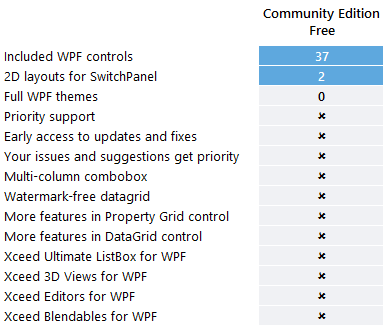 Community Edition
Free
Included WPF controls 37
2D layouts for SwitchPanel 2
Full WPF themes 0
Priority support ×
Early access to updates and fixes ×
Your issues and suggestions get priority ×
Multi-column combobox ×
Watermark-free datagrid ×
More features in Property Grid control ×
More features in DataGrid control ×
Xceed Ultimate ListBox for WPF ×
Xceed 3D Views for WPF ×
Xceed Editors for WPF ×
Xceed Blendables for WPF ×